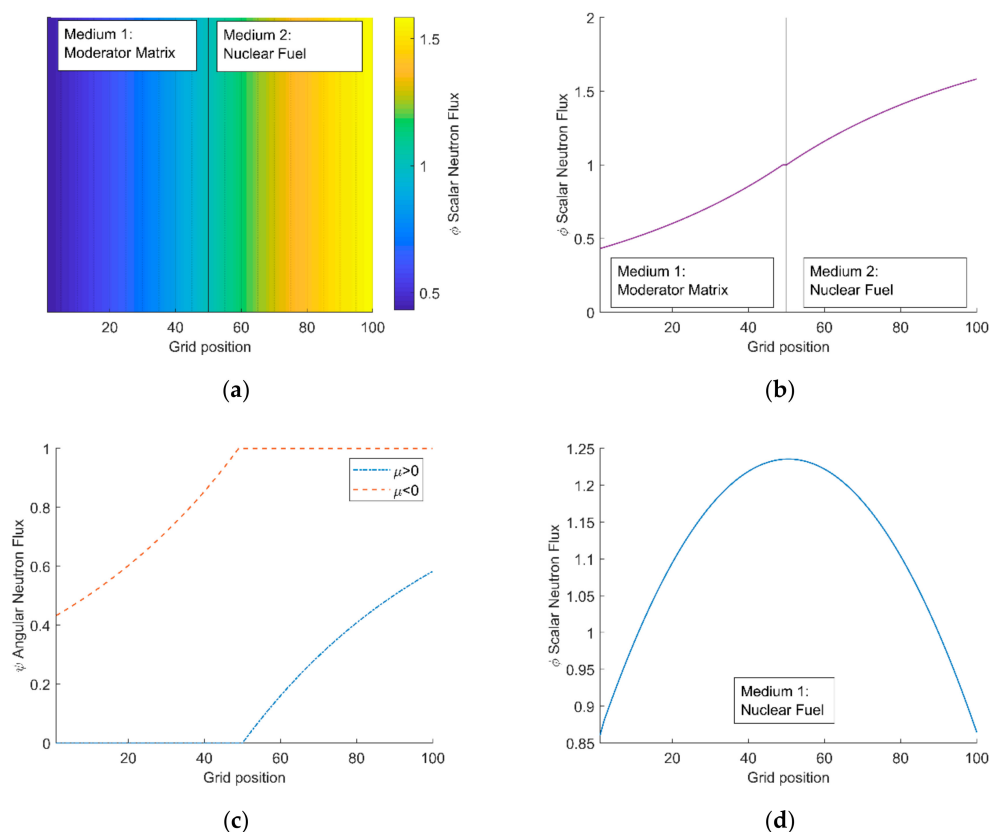 Medium 1:
Moderator Matrix
Medium 2:
Nuclear Fuel
1.5
1
0.5
ϕ Scalar Neutron Flux
20 40 60 80 100
Grid position
(a)
2
1.5
1
0.5
0
ϕ Scalar Neutron Flux
Medium 1:
Moderator Matrix
Medium 2:
Nuclear Fuel
20 40 60 80 100
Grid position
(b)
1
0.8
0.6
0.4
0.2
0
ψ Angular Neutron Flux
μ>0
μ<0
20 40 60 80 100
Grid position
(c)
1.25
1.2
1.15
1.1
1.05
1
0.95
0.9
0.85
ϕ Scalar Neutron Flux
Medium 1:
Nuclear Fuel
20 40 60 80 100
Grid position
(d)